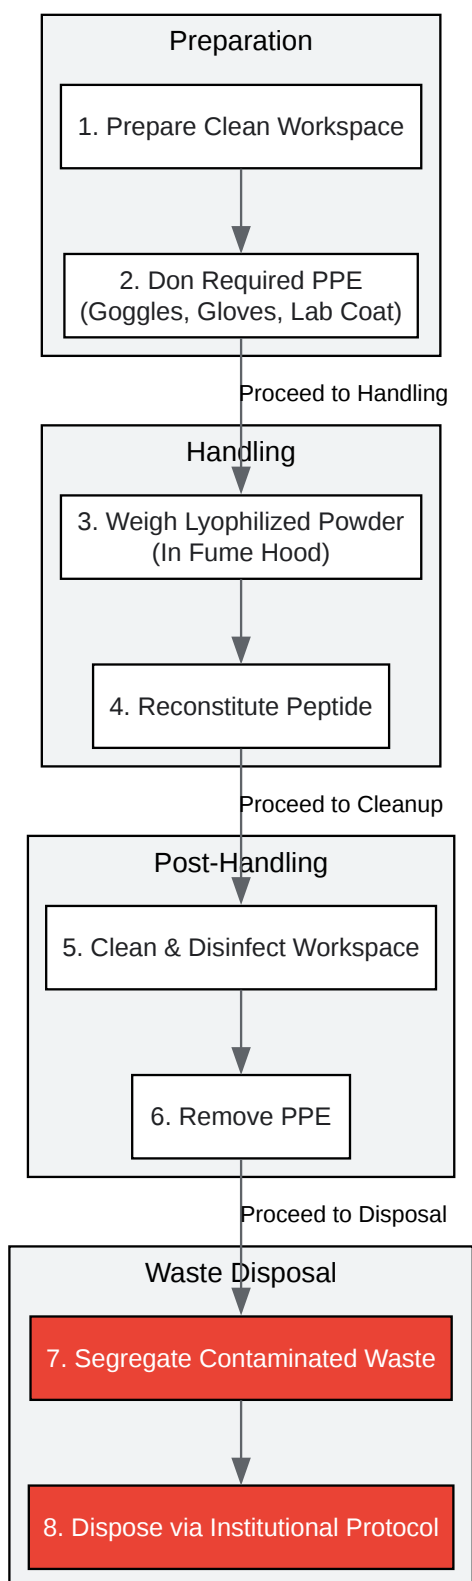 Preparation
1. Prepare Clean Workspace
2. Don Required PPE
(Goggles, Gloves, Lab Coat)
Proceed to Handling
Handling
3. Weigh Lyophilized Powder
(In Fume Hood)
4. Reconstitute Peptide
Proceed to Cleanup
Post-Handling
5. Clean & Disinfect Workspace
6. Remove PPE
Proceed to Disposal
Waste Disposal
7. Segregate Contaminated Waste
8. Dispose via Institutional Protocol